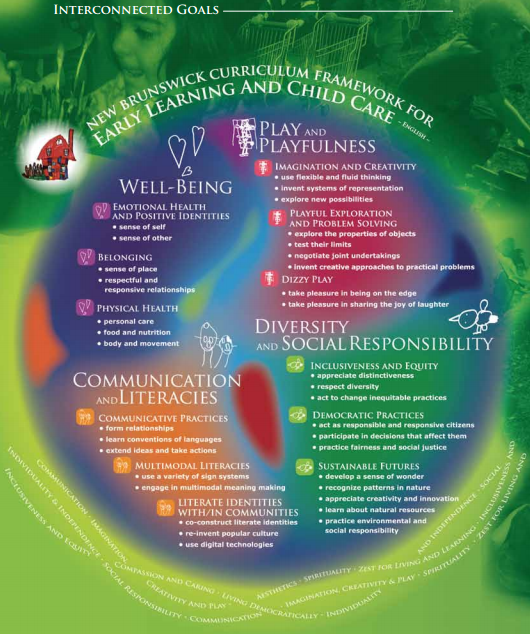 INTERCONNECTED GOALS
NEW BRUNSWICK CURRICULUM FRAMEWORK FOR
EARLY LEARNING AND CHILD CARE - ENGLISH -
WELL-BEING
EMOTIONAL HEALTH
AND POSITIVE IDENTITIES
• sense of self
• sense of other
BELONGING
• sense of place
• respectful and
responsive relationships
PHYSICAL HEALTH
• personal care
• food and nutrition
• body and movement
PLAY AND
PLAYFULNESS
IMAGINATION AND CREATIVITY
• use flexible and fluid thinking
• invent systems of representation
• explore new possibilities
PLAYFUL EXPLORATION
AND PROBLEM SOLVING
• explore the properties of objects
• test their limits
• negotiate joint undertakings
• invent creative approaches to practical problems
DIZZY PLAY
• take pleasure in being on the edge
• take pleasure in sharing the joy of laughter
COMMUNICATION
AND LITERACIES
COMMUNICATIVE PRACTICES
• form relationships
• learn conventions of languages
• extend ideas and take actions
MULTIMODAL LITERACIES
• use a variety of sign systems
• engage in multimodal meaning making
LITERATE IDENTITIES
WITH/IN COMMUNITIES
• co-construct literate identities
• re-invent popular culture
• use digital technologies
DIVERSITY
AND SOCIAL RESPONSIBILITY
INCLUSIVENESS AND EQUITY
• appreciate distinctiveness
• respect diversity
• act to change inequitable practices
DEMOCRATIC PRACTICES
• act as responsible and responsive citizens
• participate in decisions that affect them
• practice fairness and social justice
SUSTAINABLE FUTURES
• develop a sense of wonder
• recognize patterns in nature
• appreciate creativity and innovation
• learn about natural resources
• practice environmental and
social responsibility
COMMUNICATION · IMAGINATION,
CREATIVITY AND PLAY ·
INDIVIDUALITY & INDEPENDENCE ·
COMPASSION AND CARING · LIVING DEMOCRATICALLY · INDIVIDUALITY
AND INDEPENDENCE · SOCIAL
INCLUSIVENESS AND EQUITY · SOCIAL RESPONSIBILITY · COMMUNICATION
· IMAGINATION, CREATIVITY & PLAY · SPIRITUALITY · ZEST FOR LIVING AND
AESTHETICS · SPIRITUALITY · ZEST FOR LIVING AND LEARNING · INCLUSIVENESS AND